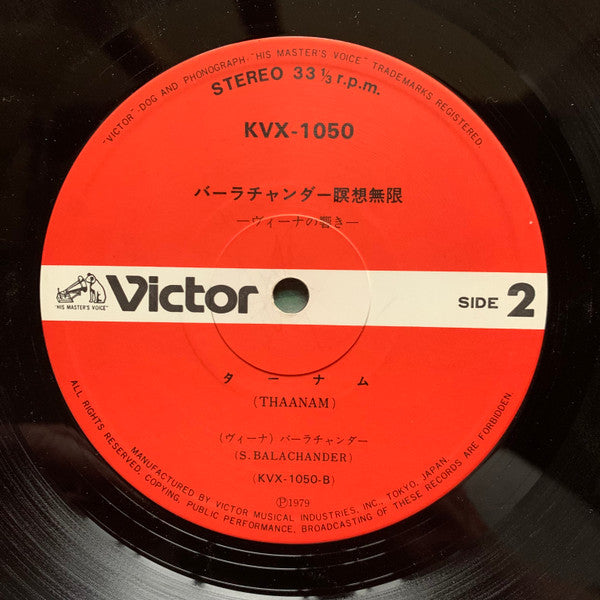 "VICTOR", DOG AND PHONOGRAPH-"HIS MASTER'S VOICE" TRADEMARKS REGISTERED.
STEREO 33 1/3 r.p.m.
KVX-1050
バーラチャンダー瞑想無限
―ヴィーナの響き―
"HIS MASTER'S VOICE"
Victor
SIDE 2
ターナム
(THAANAM)
(ヴィーナ) バーラチャンダー
(S. BALACHANDER)
(KVX-1050-B)
Ⓟ1979
MANUFACTURED BY VICTOR MUSICAL INDUSTRIES, INC., TOKYO, JAPAN.
ALL RIGHTS RESERVED, COPYING, PUBLIC PERFORMANCE, BROADCASTING OF THESE RECORDS ARE FORBIDDEN.